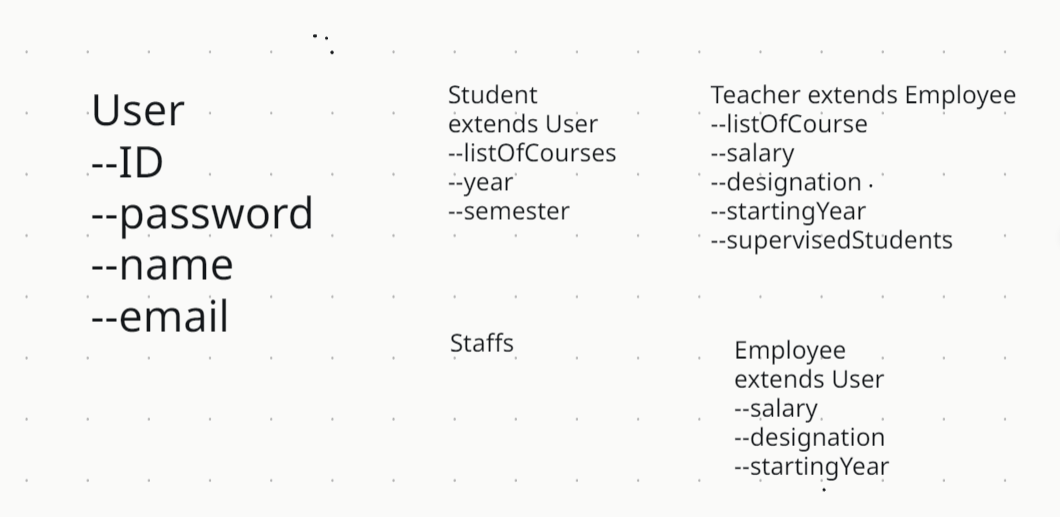 User
--ID
--password
--name
--email
Student
extends User
--listOfCourses
--year
--semester
Teacher extends Employee
--listOfCourse
--salary
--designation
--startingYear
--supervisedStudents
Staffs
Employee
extends User
--salary
--designation
--startingYear